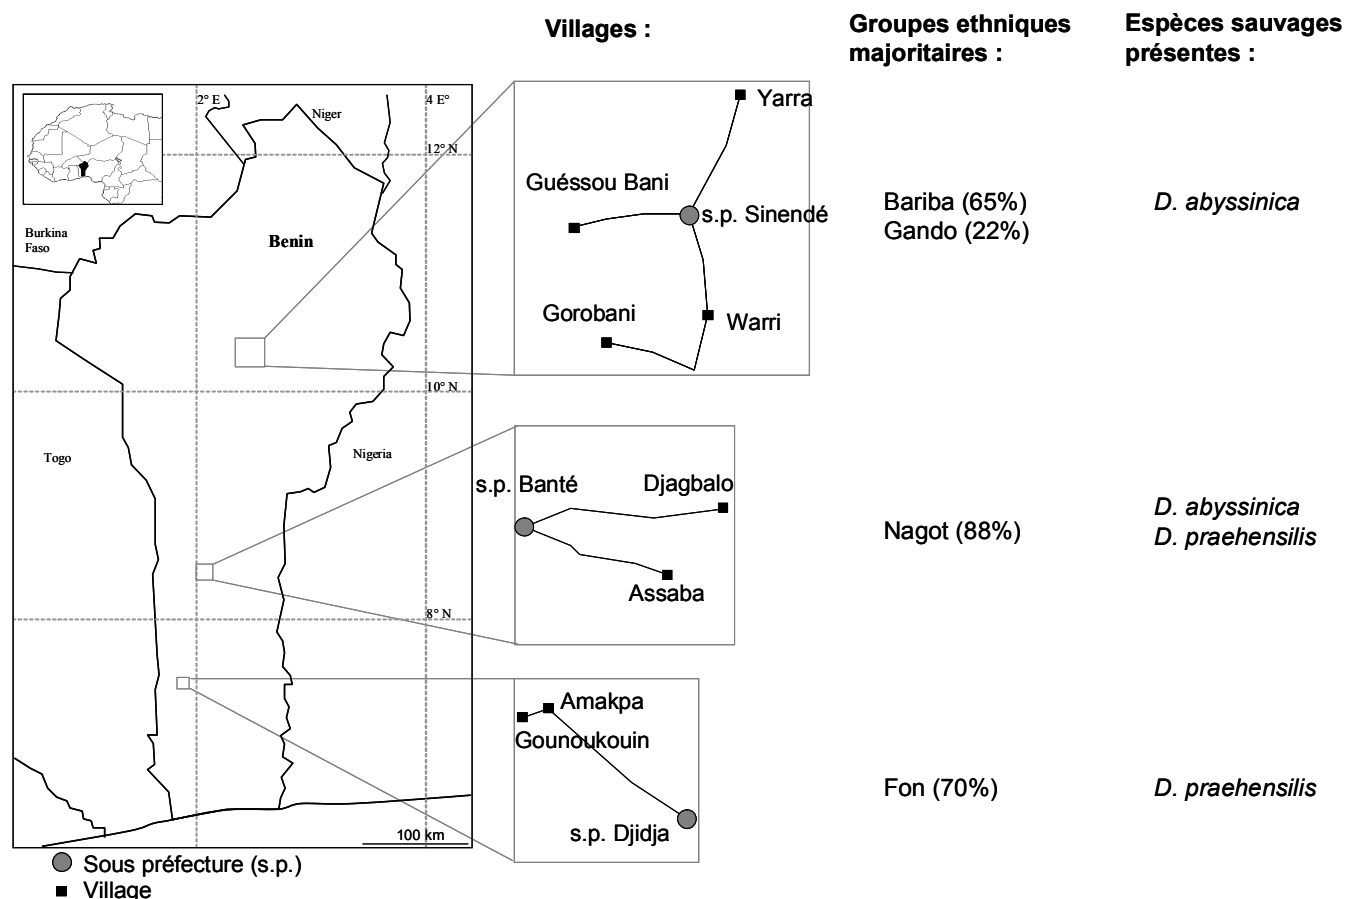 Villages :
Groupes ethniques
majoritaires :
Espèces sauvages
présentes :
2° E
4 E°
Niger
12° N
Burkina
Faso
Benin
10° N
Togo
Nigeria
8° N
100 km
Yarra
Guéssou Bani
s.p. Sinendé
Gorobani
Warri
Bariba (65%)
Gando (22%)
D. abyssinica
s.p. Banté
Djagbalo
Assaba
Nagot (88%)
D. abyssinica
D. praehensilis
Amakpa
Gounoukouin
s.p. Djidja
Fon (70%)
D. praehensilis
Sous préfecture (s.p.)
Village